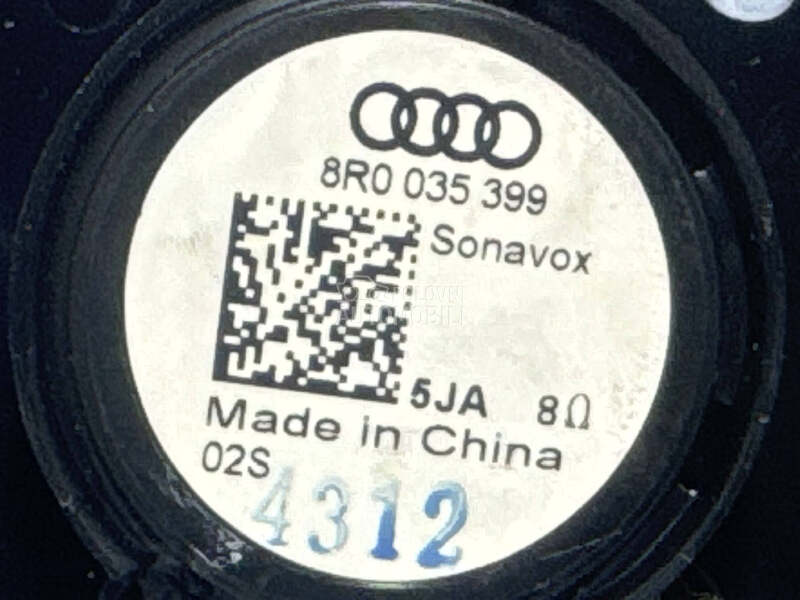 8R0 035 399
Sonavox
5JA 8Ω
Made in China
02S
4312